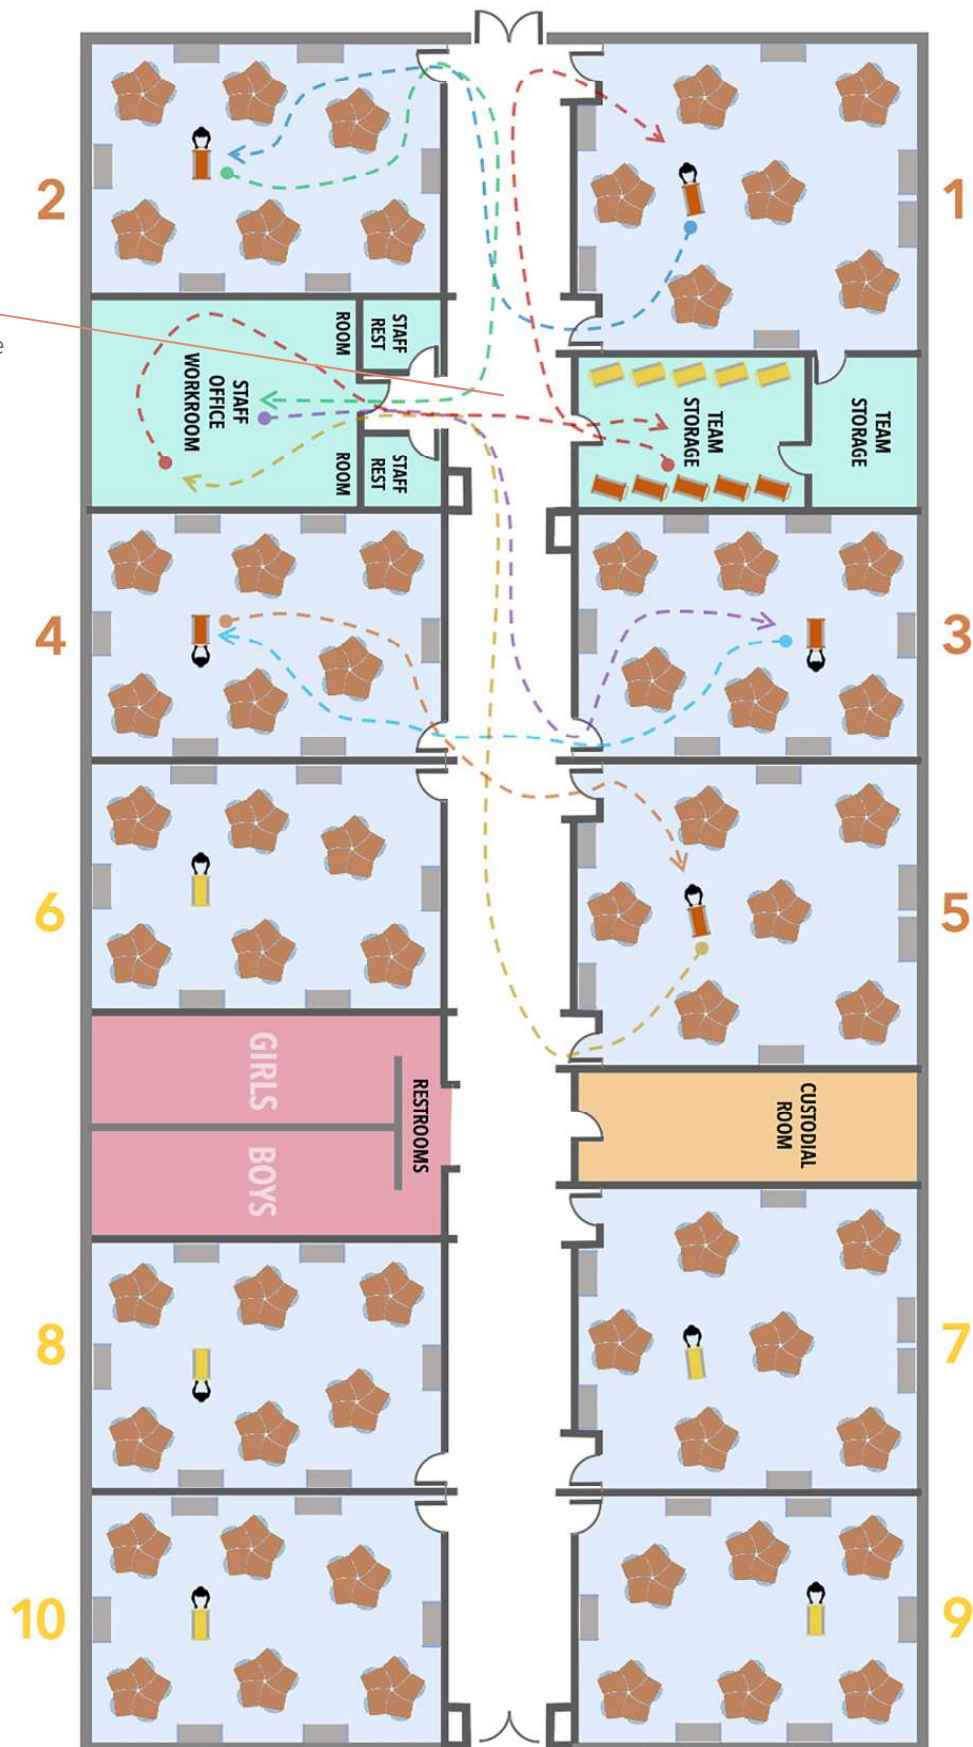 2
1
STAFF
REST
ROOM
STAFF
OFFICE
WORKROOM
STAFF
REST
ROOM
TEAM
STORAGE
TEAM
STORAGE
e
4
3
6
5
GIRLS
BOYS
RESTROOMS
CUSTODIAL
ROOM
8
7
10
9